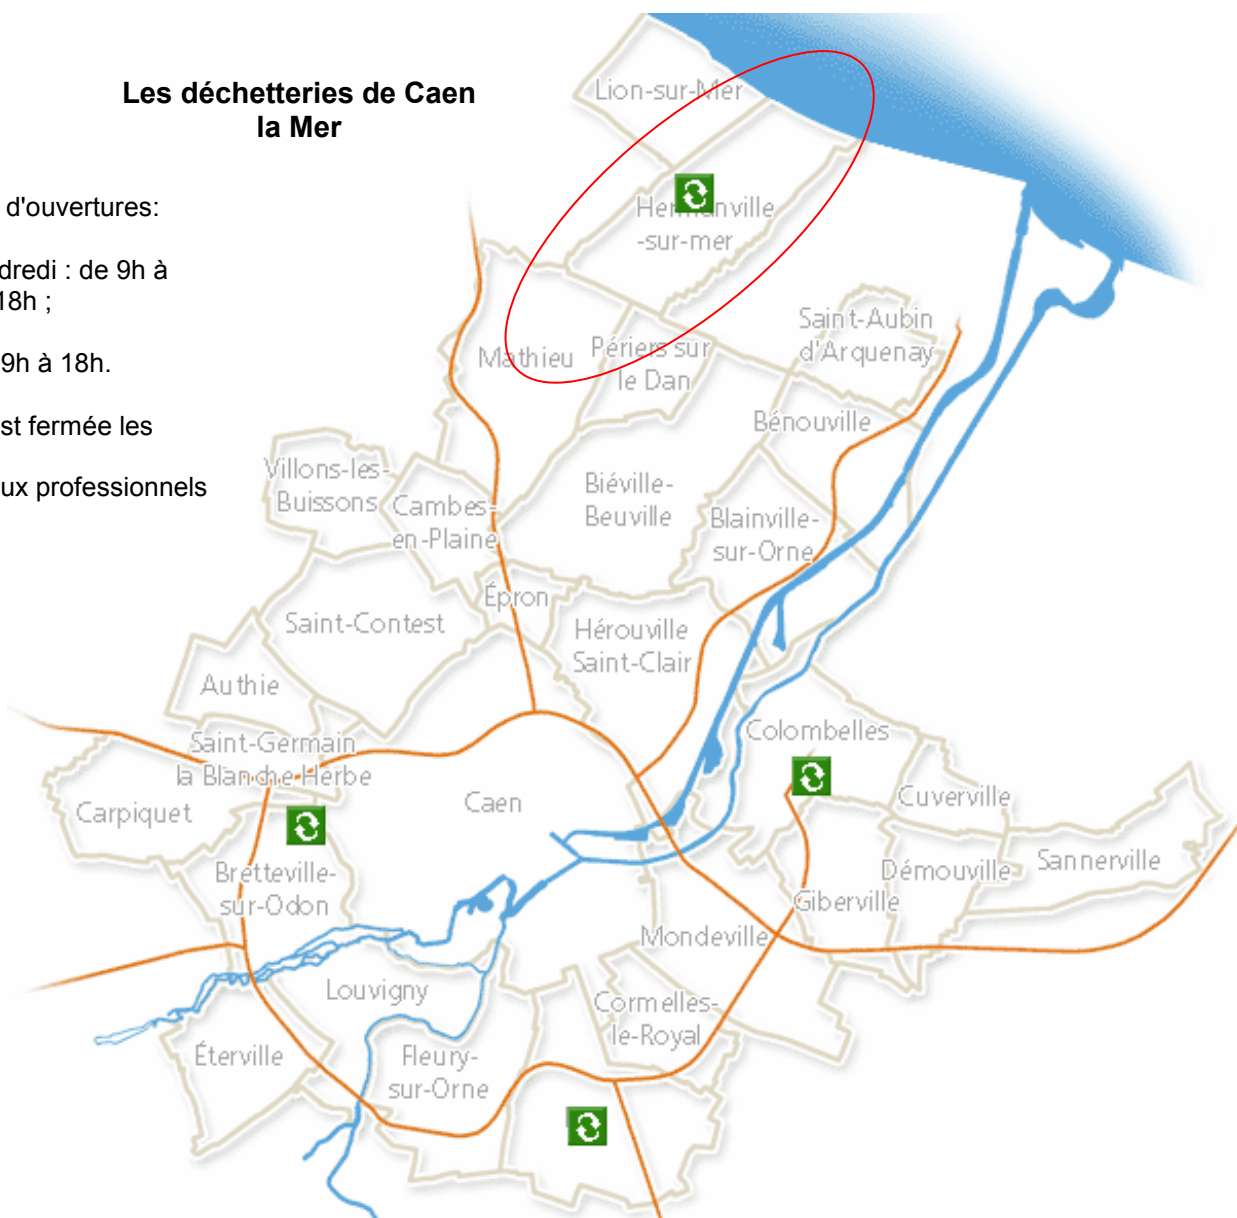 Les déchetteries de Caen
la Mer
d'ouvertures:
dredi : de 9h à
18h ;
9h à 18h.
st fermée les
ux professionnels
Lion-sur-Mer
Hermanville
-sur-mer
Mathieu
Périers sur
le Dan
Saint-Aubin
d'Arquenay
Bénouville
Villons-les-
Buissons
Cambes-
en-Plaine
Biéville-
Beuville
Blainville-
sur-Orne
Épron
Saint-Contest
Hérouville
Saint-Clair
Authie
Saint-Germain
la Blanche Herbe
Colombelles
Carpiquet
Caen
Cuverville
Bretteville-
sur-Odon
Démouville
Sannerville
Giberville
Mondeville
Louvigny
Cormelles-
le-Royal
Éterville
Fleury-
sur-Orne